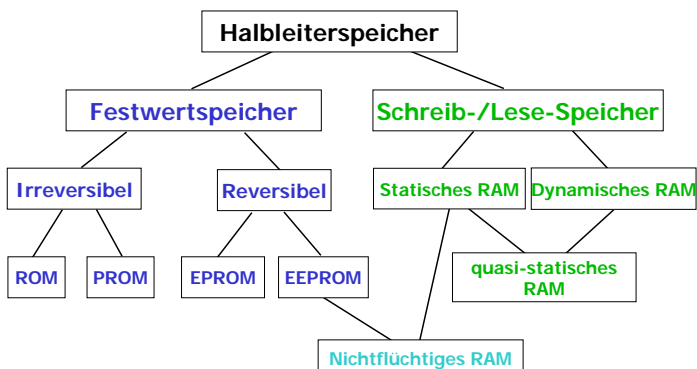 Halbleiterspeicher
Festwertspeicher
Schreib-/Lese-Speicher
Irreversibel
Reversibel
Statisches RAM
Dynamisches RAM
ROM
PROM
EPROM
EEPROM
quasi-statisches
RAM
Nichtflüchtiges RAM